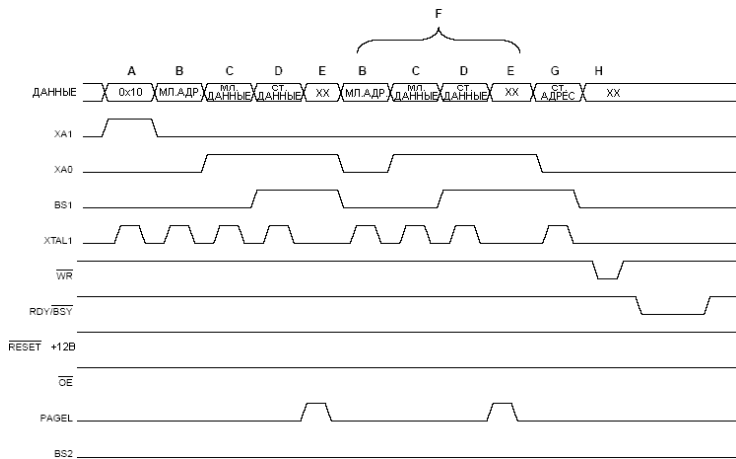 F
A B C D E B C D E G H
ДАННЫЕ 0x10 МЛ.АДР. МЛ. ДАННЫЕ СТ. ДАННЫЕ XX МЛ.АДР. МЛ. ДАННЫЕ СТ. ДАННЫЕ XX СТ. АДРЕС XX
XA1
XA0
BS1
XTAL1
WR
RDY/BSY
RESET +12В
OE
PAGEL
BS2